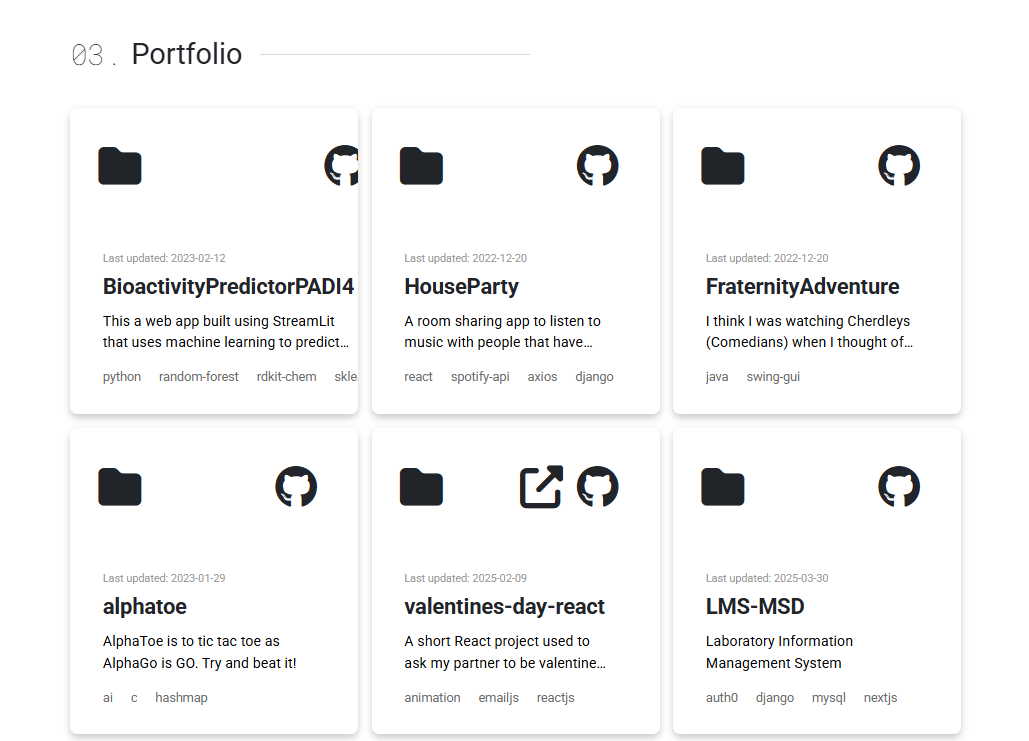 03. Portfolio
Last updated: 2023-02-12
BioactivityPredictorPADI4
This a web app built using StreamLit
that uses machine learning to predict…
python random-forest rdkit-chem skle
Last updated: 2022-12-20
HouseParty
A room sharing app to listen to
music with people that have…
react spotify-api axios django
Last updated: 2022-12-20
FraternityAdventure
I think I was watching Cherdleys
(Comedians) when I thought of…
java swing-gui
Last updated: 2023-01-29
alphatoe
AlphaToe is to tic tac toe as
AlphaGo is GO. Try and beat it!
ai c hashmap
Last updated: 2025-02-09
valentines-day-react
A short React project used to
ask my partner to be valentine…
animation emailjs reactjs
Last updated: 2025-03-30
LMS-MSD
Laboratory Information
Management System
auth0 django mysql nextjs